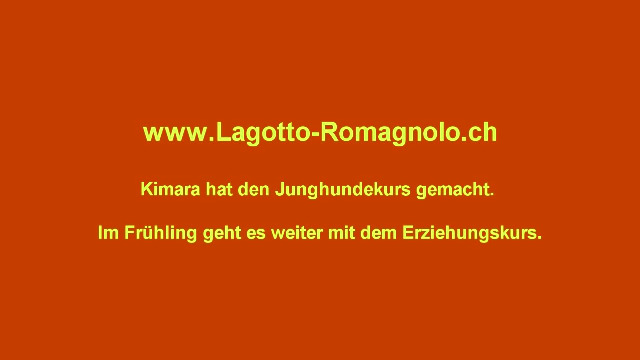 www.Lagotto-Romagnolo.ch
Kimara hat den Junghundekurs gemacht.
Im Frühling geht es weiter mit dem Erziehungskurs.